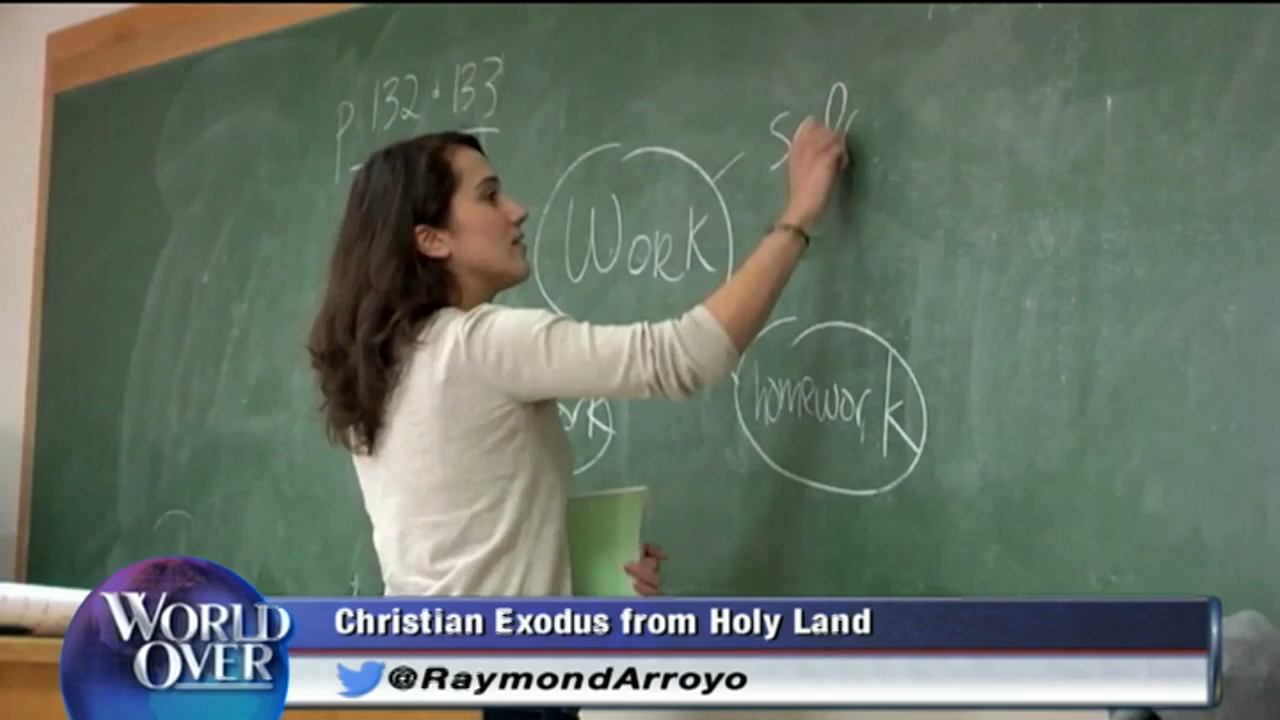 p. 132 • 133
Work
homework
WORLD
OVER
Christian Exodus from Holy Land
@RaymondArroyo